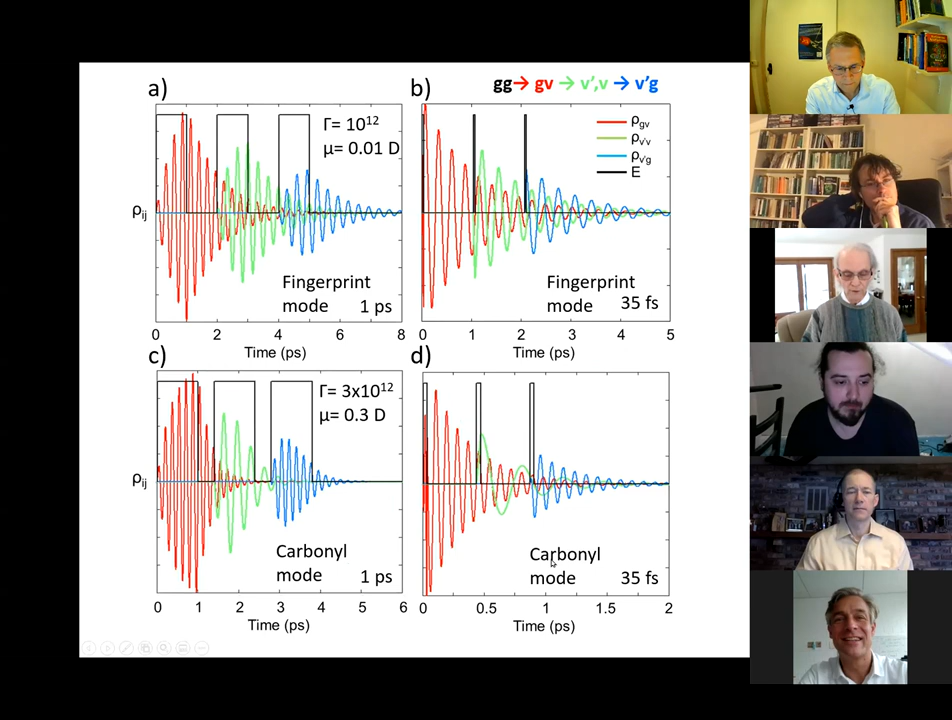 gg→ gv → v',v → v'g
a)
Γ= 10¹²
μ= 0.01 D
ρij
Fingerprint
mode 1 ps
0 2 4 6 8
Time (ps)
b)
ρgv
ρv'v
ρv'g
E
Fingerprint
mode 35 fs
0 1 2 3 4 5
Time (ps)
c)
Γ= 3x10¹²
μ= 0.3 D
ρij
Carbonyl
mode 1 ps
0 1 2 3 4 5 6
Time (ps)
d)
Carbonyl
mode 35 fs
0 0.5 1 1.5 2
Time (ps)